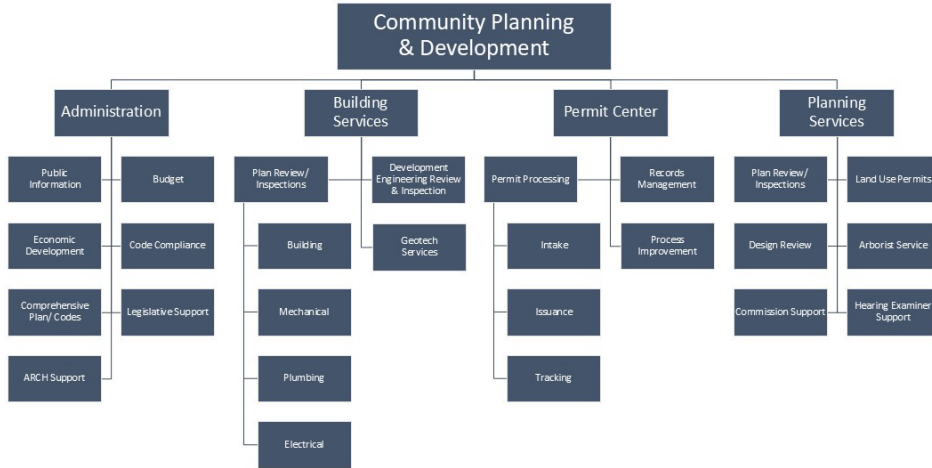 Community Planning
& Development
Administration
Building
Services
Permit Center
Planning
Services
Public
Information
Budget
Economic
Development
Code Compliance
Comprehensive
Plan/ Codes
Legislative Support
ARCH Support
Plan Review/
Inspections
Development
Engineering Review
& Inspection
Building
Geotech
Services
Mechanical
Plumbing
Electrical
Permit Processing
Records
Management
Intake
Process
Improvement
Issuance
Tracking
Plan Review/
Inspections
Land Use Permits
Design Review
Arborist Service
Commission Support
Hearing Examiner
Support